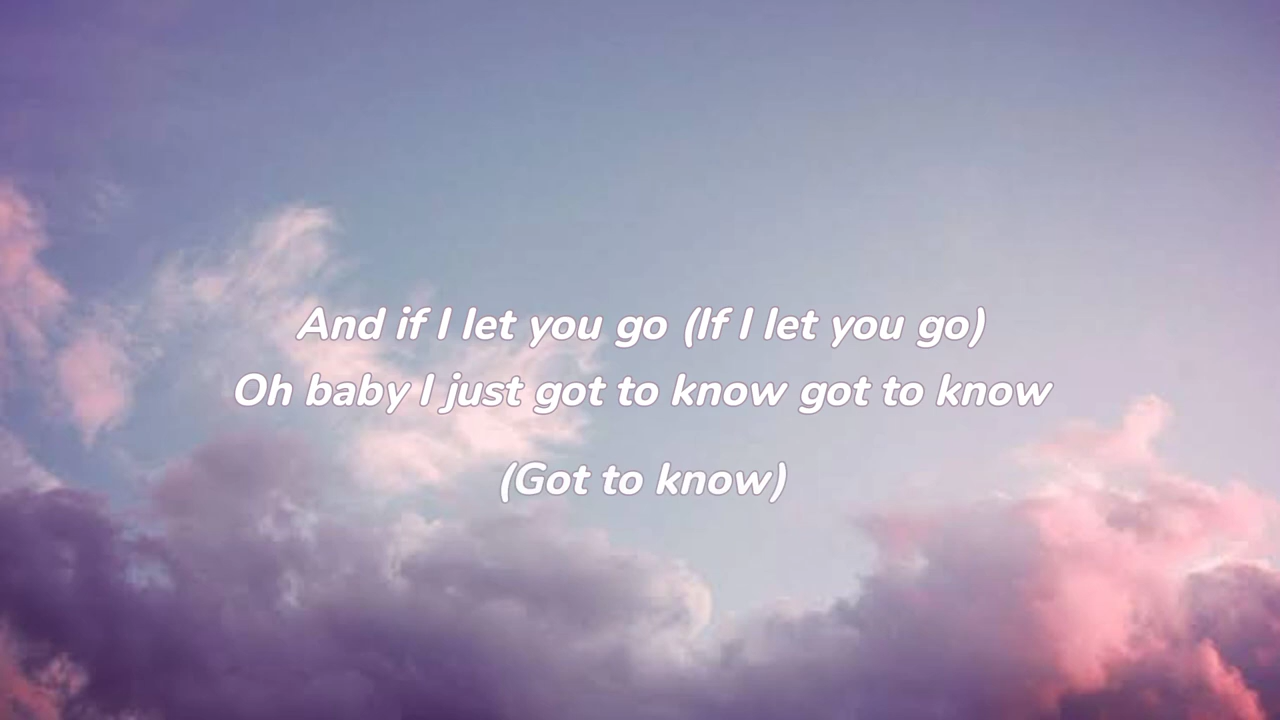 And if I let you go (If I let you go)
Oh baby I just got to know got to know
(Got to know)